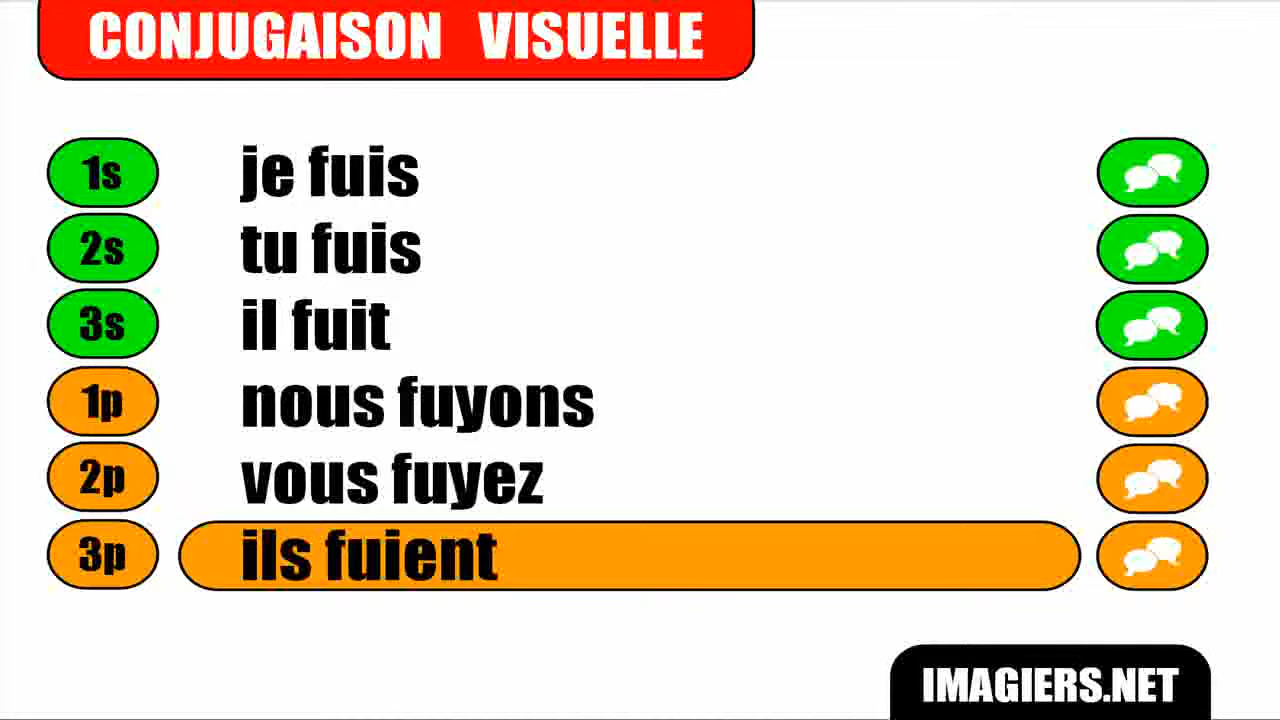 CONJUGAISON VISUELLE
1s je fuis
2s tu fuis
3s il fuit
1p nous fuyons
2p vous fuyez
3p ils fuient
IMAGIERS.NET